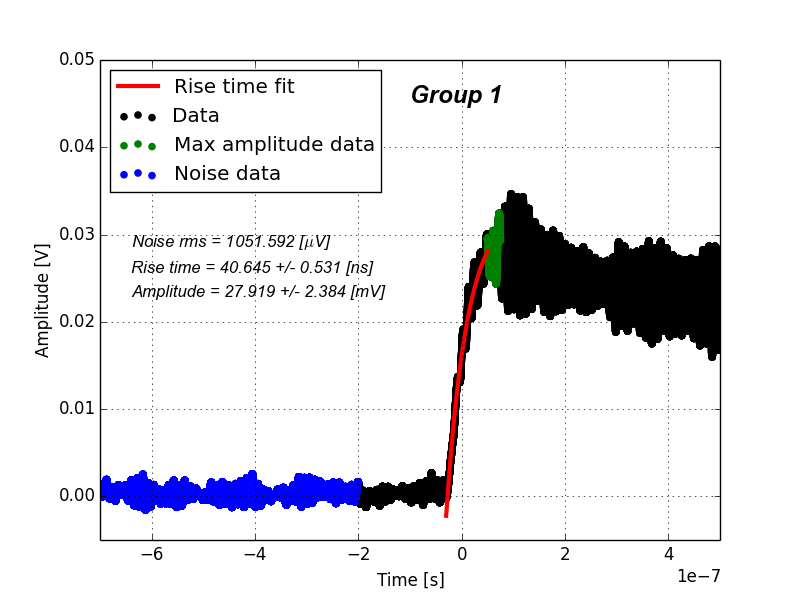 0.05
0.04
0.03
0.02
0.01
0.00
Amplitude [V]
Rise time fit
Data
Max amplitude data
Noise data
Group 1
Noise rms = 1051.592 [μV]
Rise time = 40.645 +/- 0.531 [ns]
Amplitude = 27.919 +/- 2.384 [mV]
−6 −4 −2 0 2 4
1e−7
Time [s]